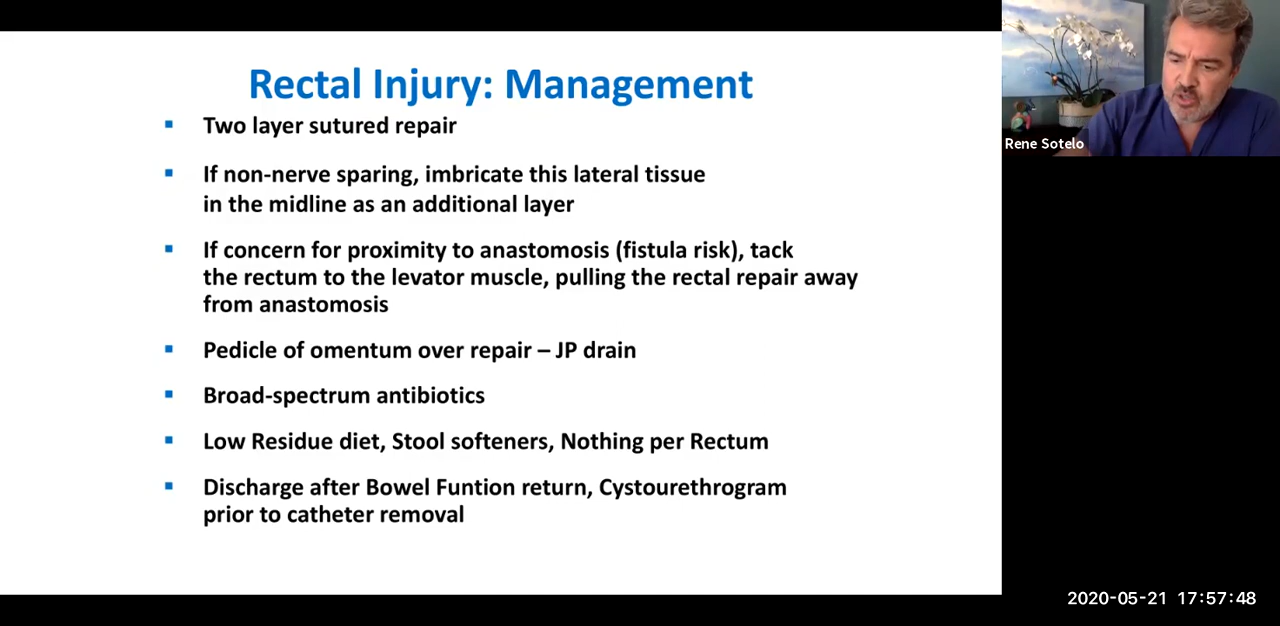 Rectal Injury: Management
▪ Two layer sutured repair
▪ If non-nerve sparing, imbricate this lateral tissue
in the midline as an additional layer
▪ If concern for proximity to anastomosis (fistula risk), tack
the rectum to the levator muscle, pulling the rectal repair away
from anastomosis
▪ Pedicle of omentum over repair – JP drain
▪ Broad-spectrum antibiotics
▪ Low Residue diet, Stool softeners, Nothing per Rectum
▪ Discharge after Bowel Funtion return, Cystourethrogram
prior to catheter removal
Rene Sotelo
2020-05-21 17:57:48